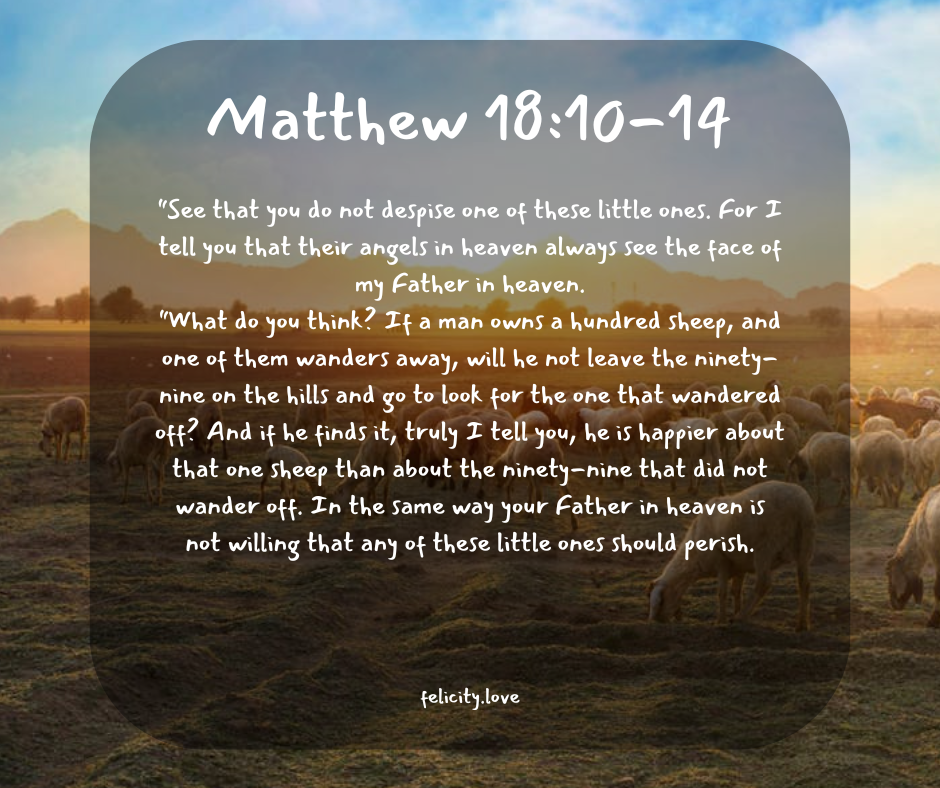 Matthew 18:10-14
"See that you do not despise one of these little ones. For I
tell you that their angels in heaven always see the face of
my Father in heaven.
"What do you think? If a man owns a hundred sheep, and
one of them wanders away, will he not leave the ninety-
nine on the hills and go to look for the one that wandered
off? And if he finds it, truly I tell you, he is happier about
that one sheep than about the ninety-nine that did not
wander off. In the same way your Father in heaven is
not willing that any of these little ones should perish.
felicity.love